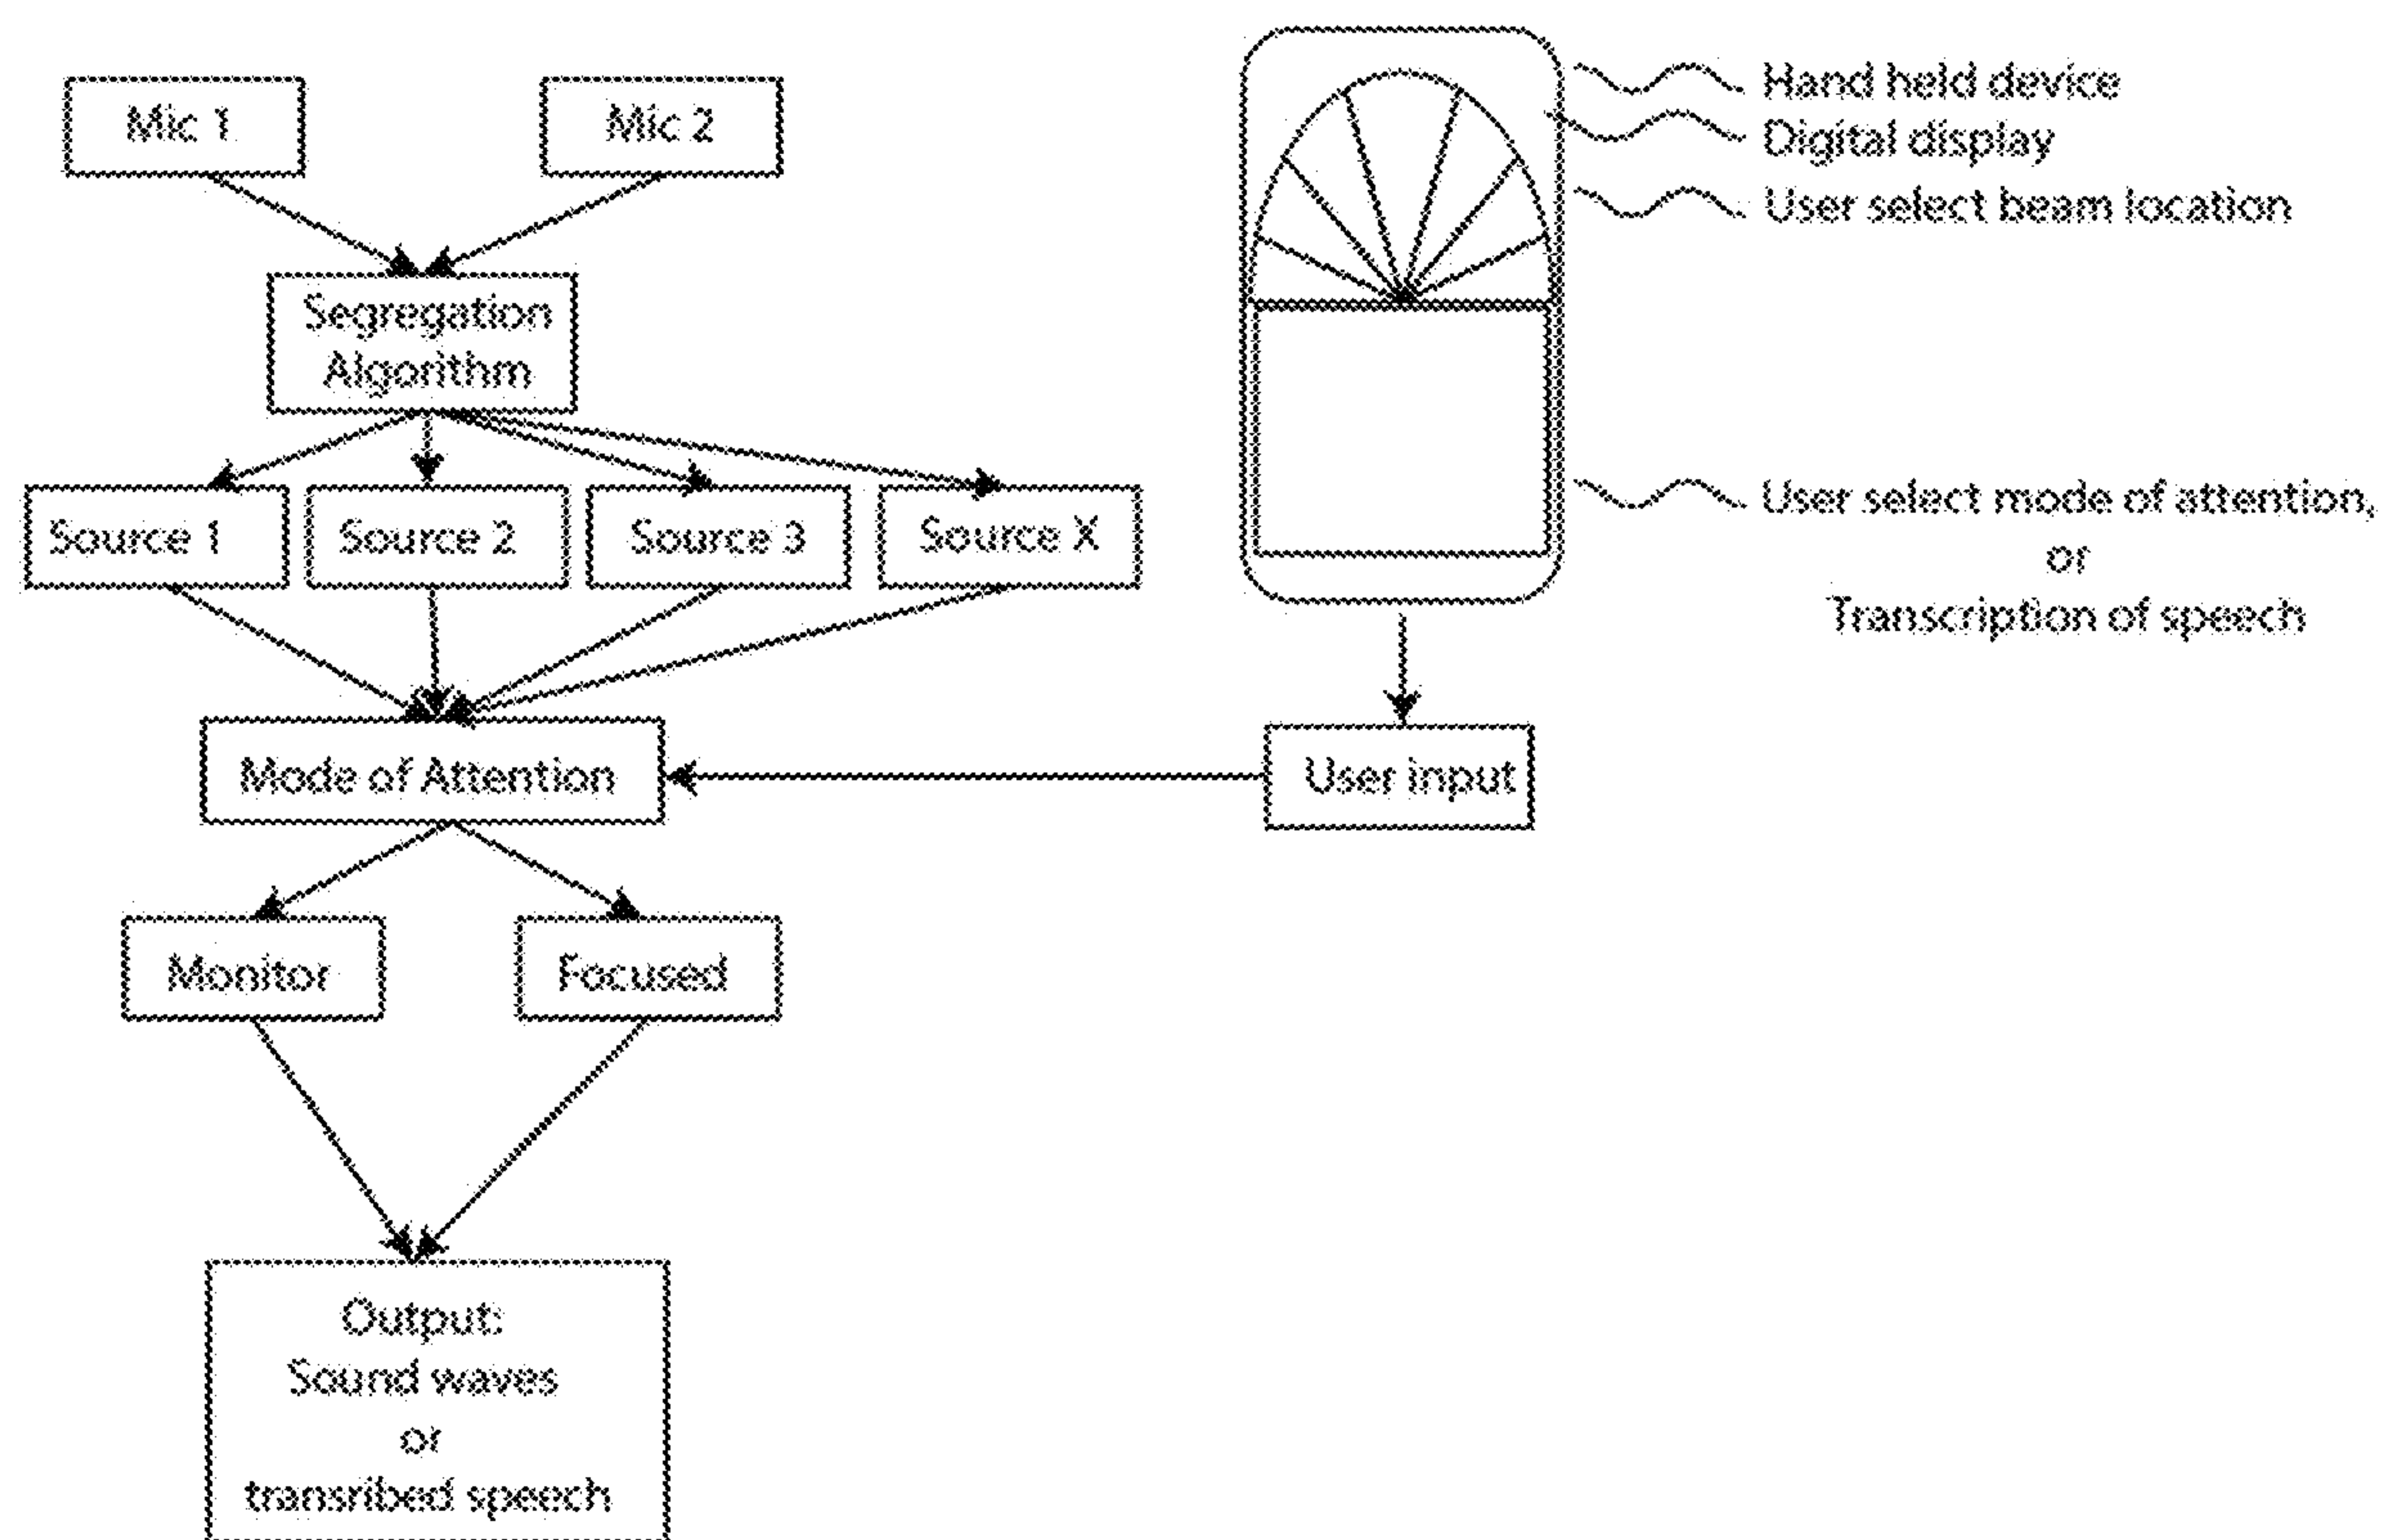 Mic 1
Mic 2
Hand held device
Digital display
User select beam location
Segregation
Algorithm
Source 1
Source 2
Source 3
Source X
User select mode of attention,
or
Transcription of speech
Mode of Attention
User input
Monitor
Focused
Output:
Sound waves
or
transribed speech